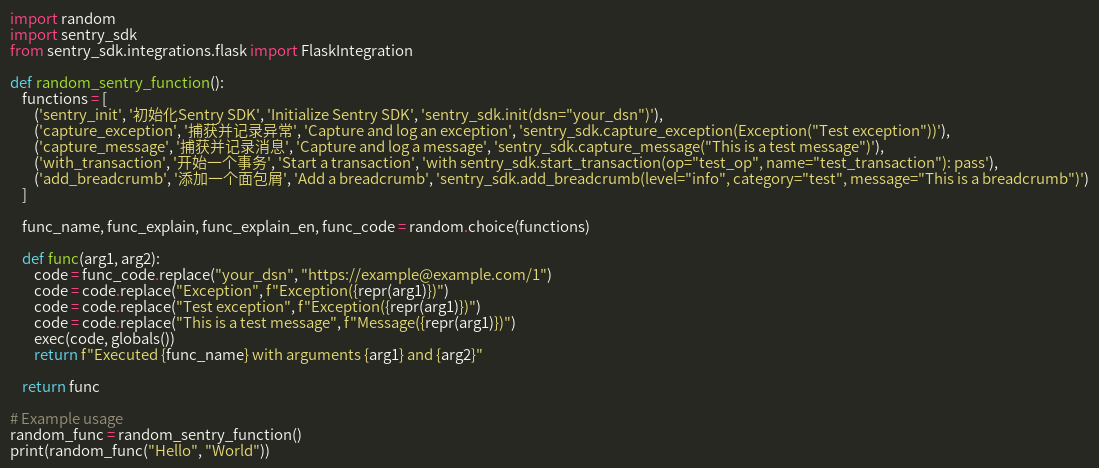 import random
import sentry_sdk
from sentry_sdk.integrations.flask import FlaskIntegration
def random_sentry_function():
functions = [
('sentry_init', '初始化Sentry SDK', 'Initialize Sentry SDK', 'sentry_sdk.init(dsn="your_dsn")'),
('capture_exception', '捕获并记录异常', 'Capture and log an exception', 'sentry_sdk.capture_exception(Exception("Test exception"))'),
('capture_message', '捕获并记录消息', 'Capture and log a message', 'sentry_sdk.capture_message("This is a test message")'),
('with_transaction', '开始一个事务', 'Start a transaction', 'with sentry_sdk.start_transaction(op="test_op", name="test_transaction"): pass'),
('add_breadcrumb', '添加一个面包屑', 'Add a breadcrumb', 'sentry_sdk.add_breadcrumb(level="info", category="test", message="This is a breadcrumb")')
]
func_name, func_explain, func_explain_en, func_code = random.choice(functions)
def func(arg1, arg2):
code = func_code.replace("your_dsn", "https://example@example.com/1")
code = code.replace("Exception", f"Exception({repr(arg1)})")
code = code.replace("Test exception", f"Exception({repr(arg1)})")
code = code.replace("This is a test message", f"Message({repr(arg1)})")
exec(code, globals())
return f"Executed {func_name} with arguments {arg1} and {arg2}"
return func
# Example usage
random_func = random_sentry_function()
print(random_func("Hello", "World"))